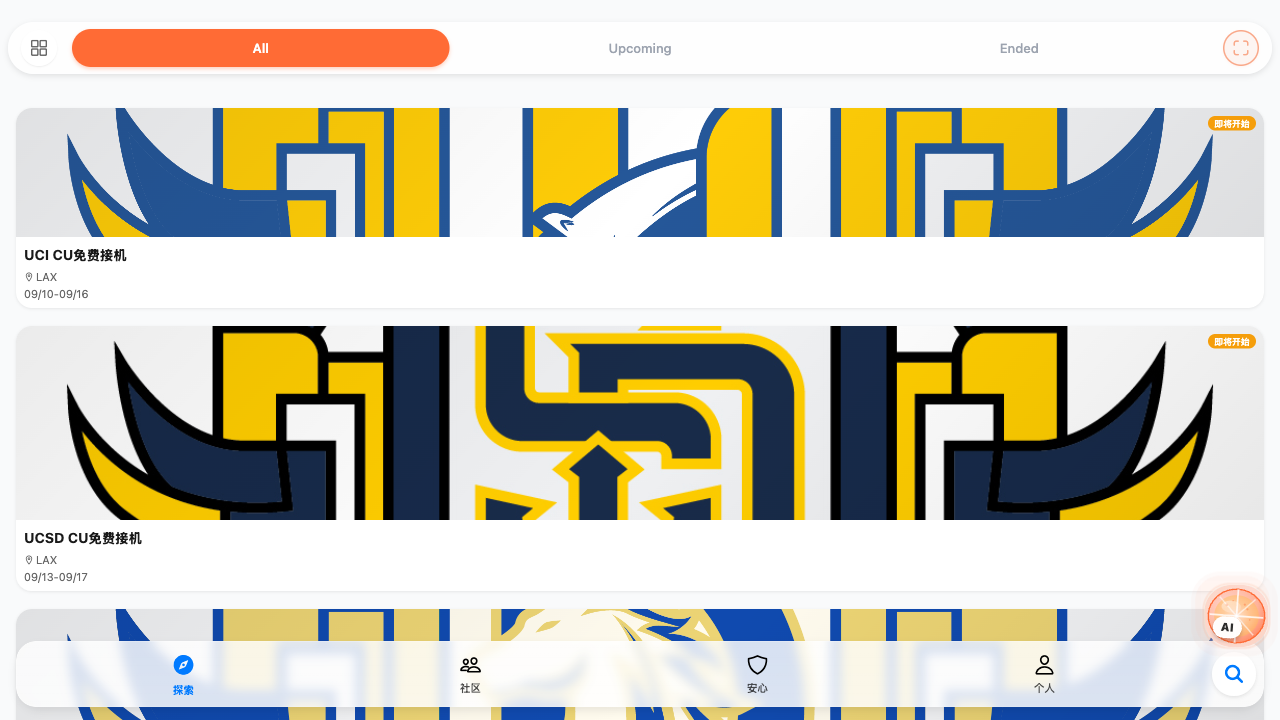 All
Upcoming
Ended
即将开始
UCI CU免费接机
LAX
09/10-09/16
即将开始
UCSD CU免费接机
LAX
09/13-09/17
AI
探索
社区
安心
个人